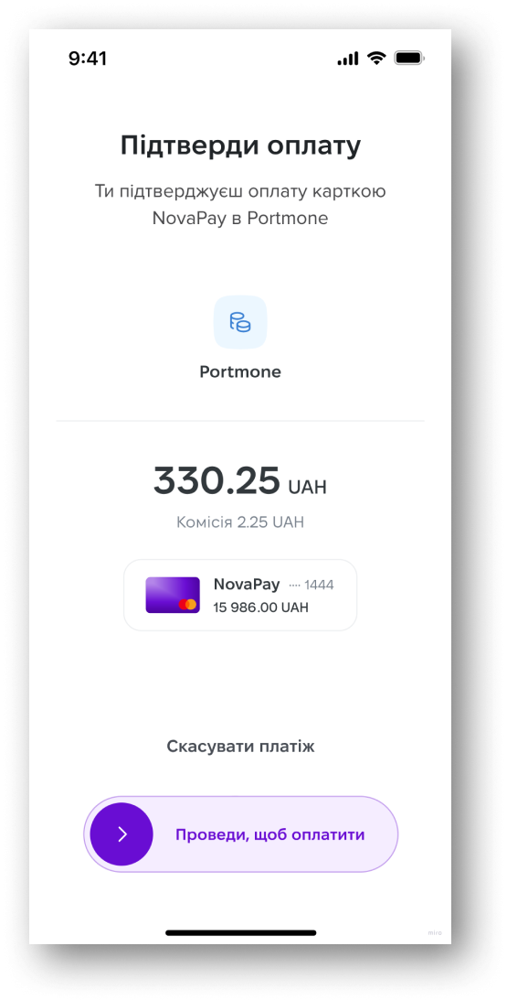 9:41
Підтверди оплату
Ти підтверджуєш оплату карткою
NovaPay в Portmone
Portmone
330.25 UAH
Комісія 2.25 UAH
NovaPay ···· 1444
15 986.00 UAH
Скасувати платіж
Проведи, щоб оплатити
miro